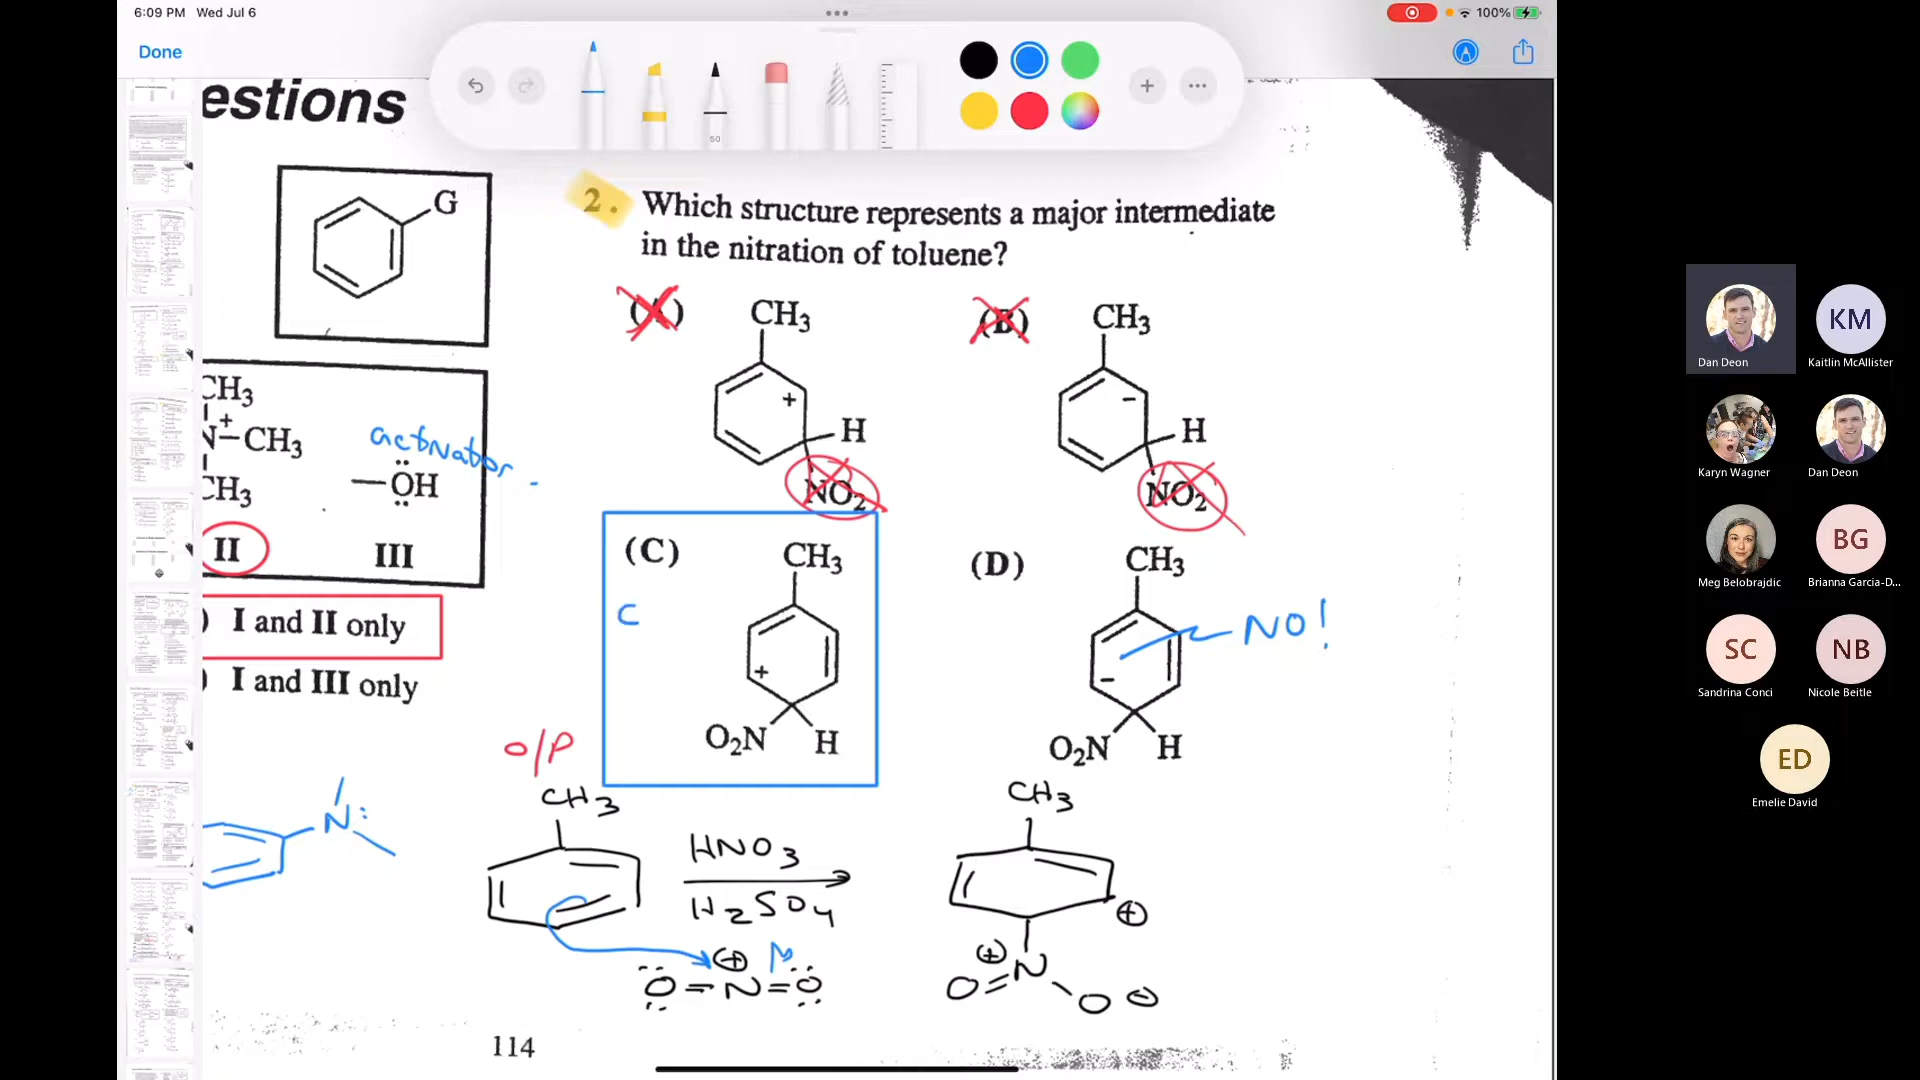 6:09 PM Wed Jul 6
100%
Done
50
estions
G
CH3
N+—CH3
CH3
activator
—ÖH
II
III
) I and II only
) I and III only
N:
2. Which structure represents a major intermediate
in the nitration of toluene?
(A)
CH3
+
H
NO2
(B)
CH3
-
H
NO2
(C)
C
CH3
+
O2N H
(D)
CH3
-
O2N H
NO!
O/P
CH3
HNO3
H2SO4
+
O=N=O
CH3
+
+
O=N-O -
114
Dan Deon
KM
Kaitlin McAllister
Karyn Wagner
Dan Deon
Meg Belobrajdic
BG
Brianna Garcia-D...
SC
Sandrina Conci
NB
Nicole Beitle
ED
Emelie David